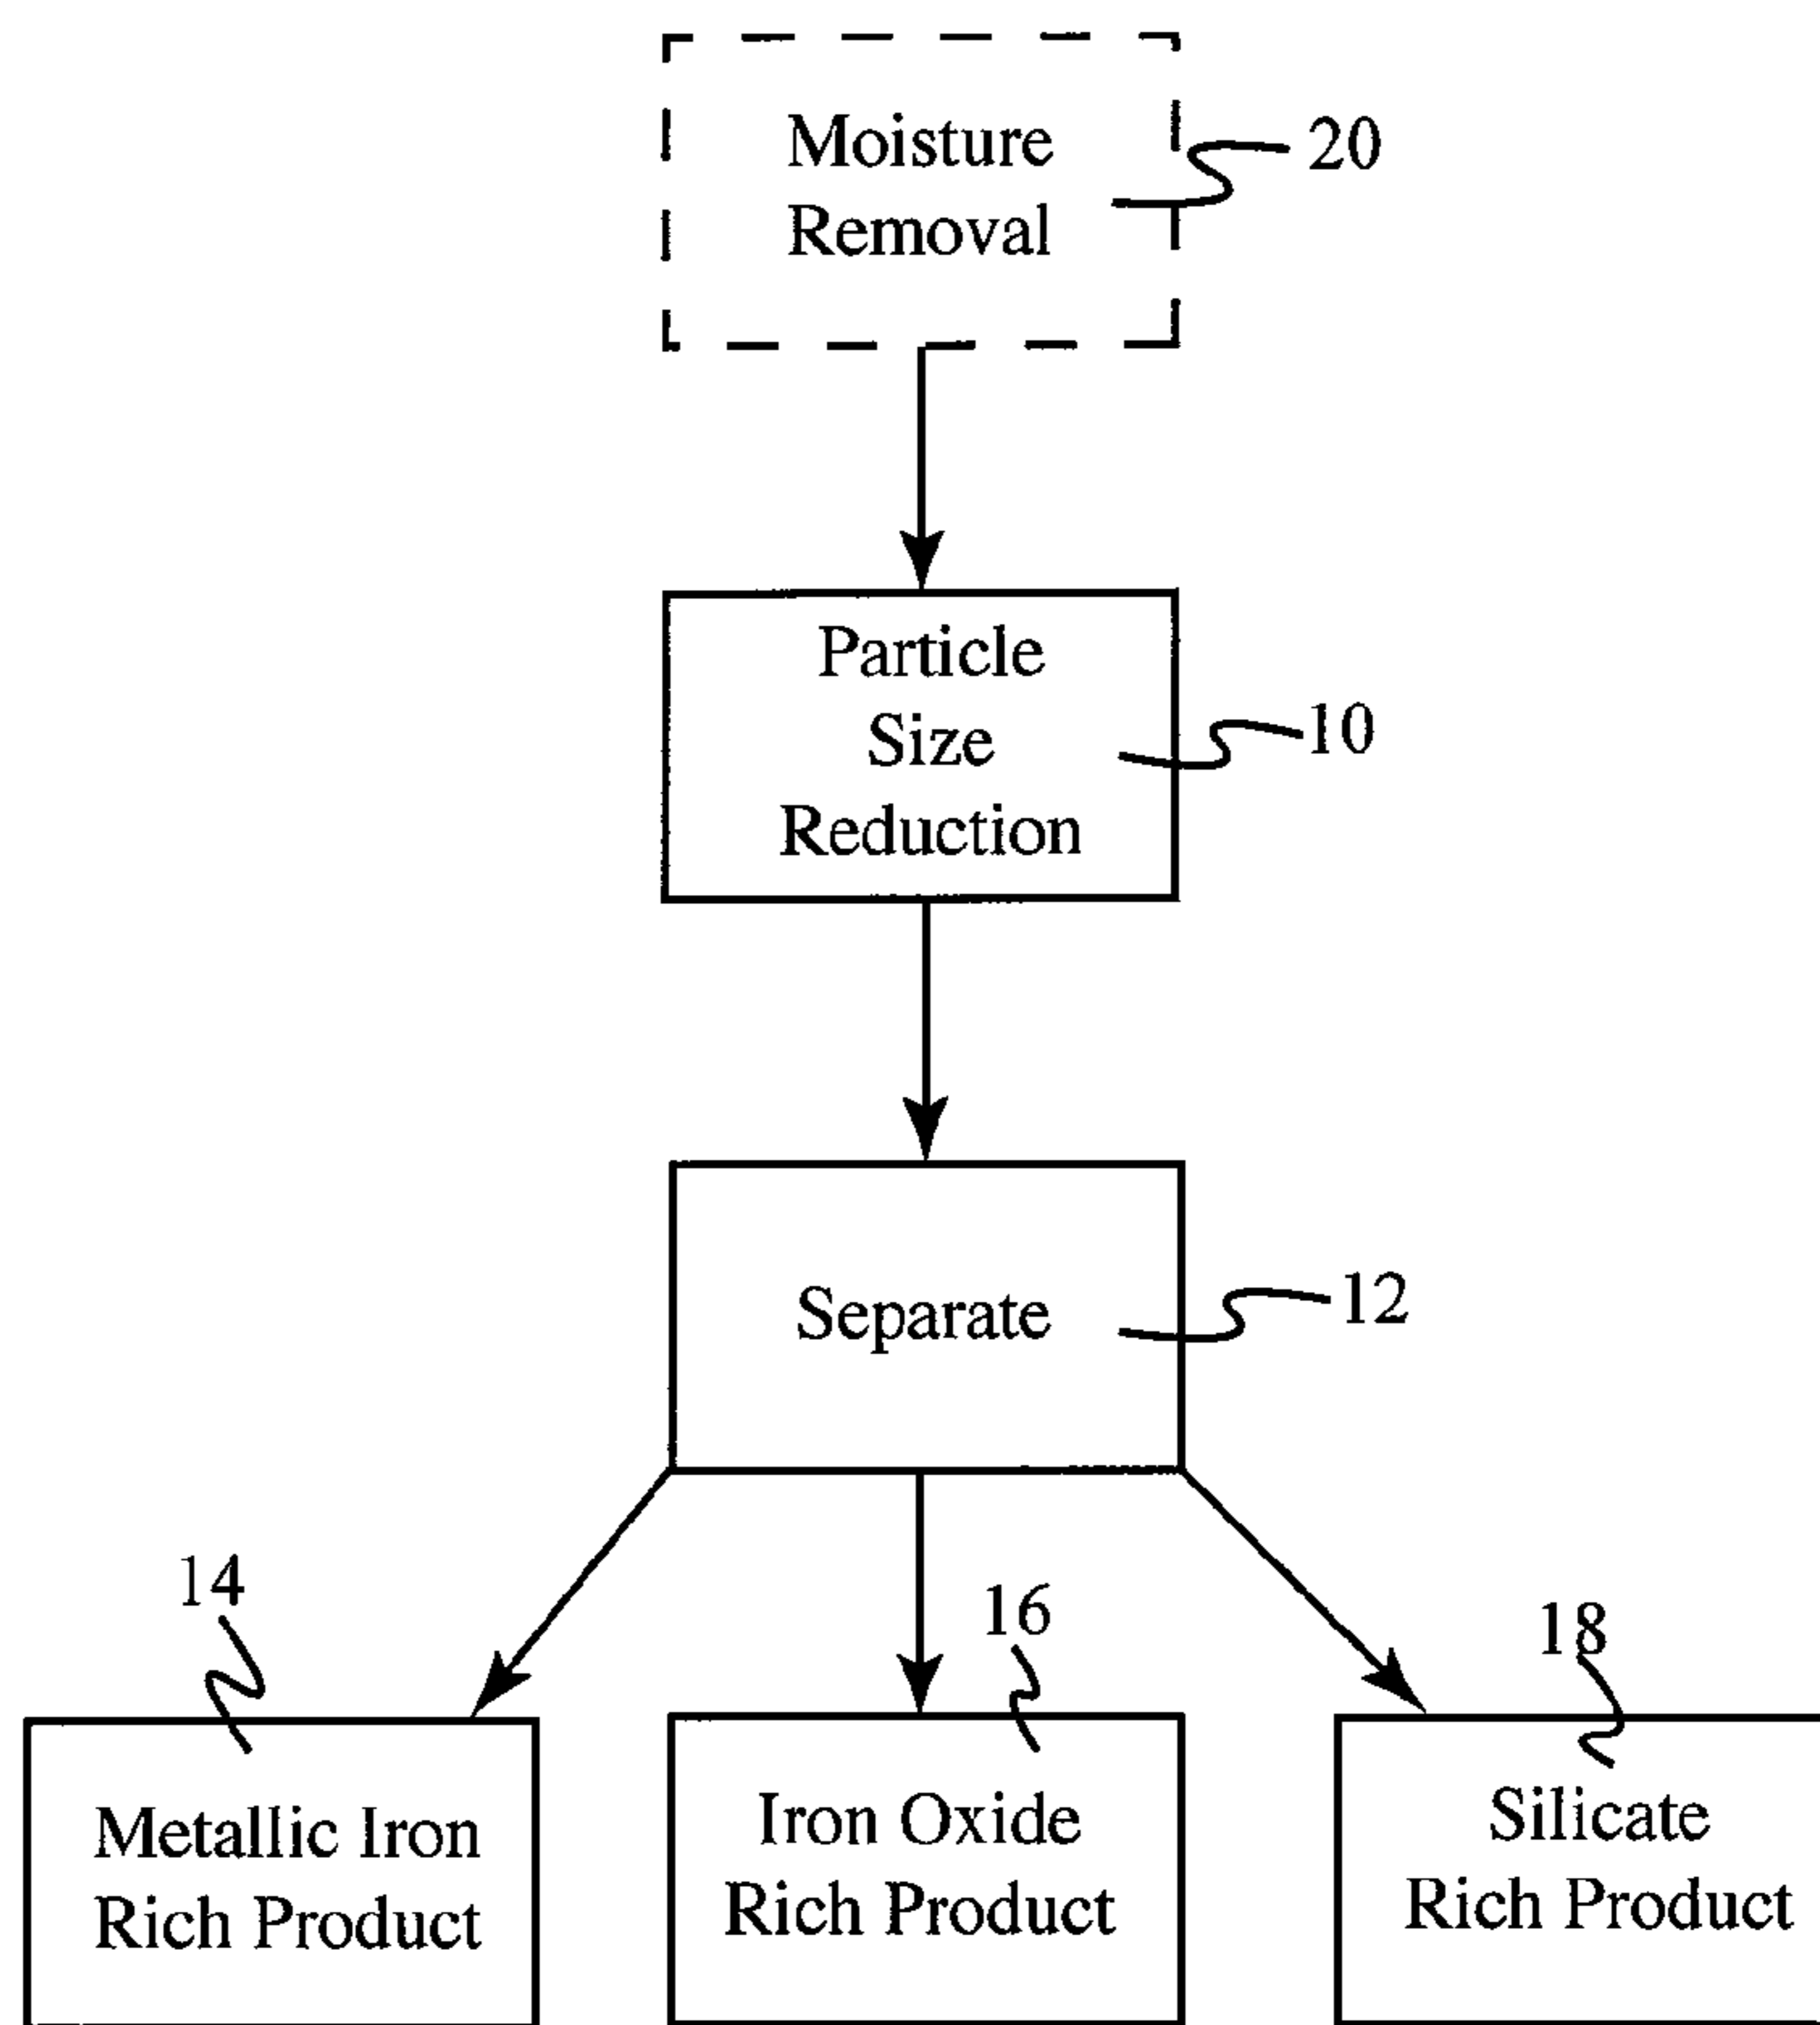 Moisture
Removal
20
Particle
Size
Reduction
10
Separate
12
14
16
18
Metallic Iron
Rich Product
Iron Oxide
Rich Product
Silicate
Rich Product